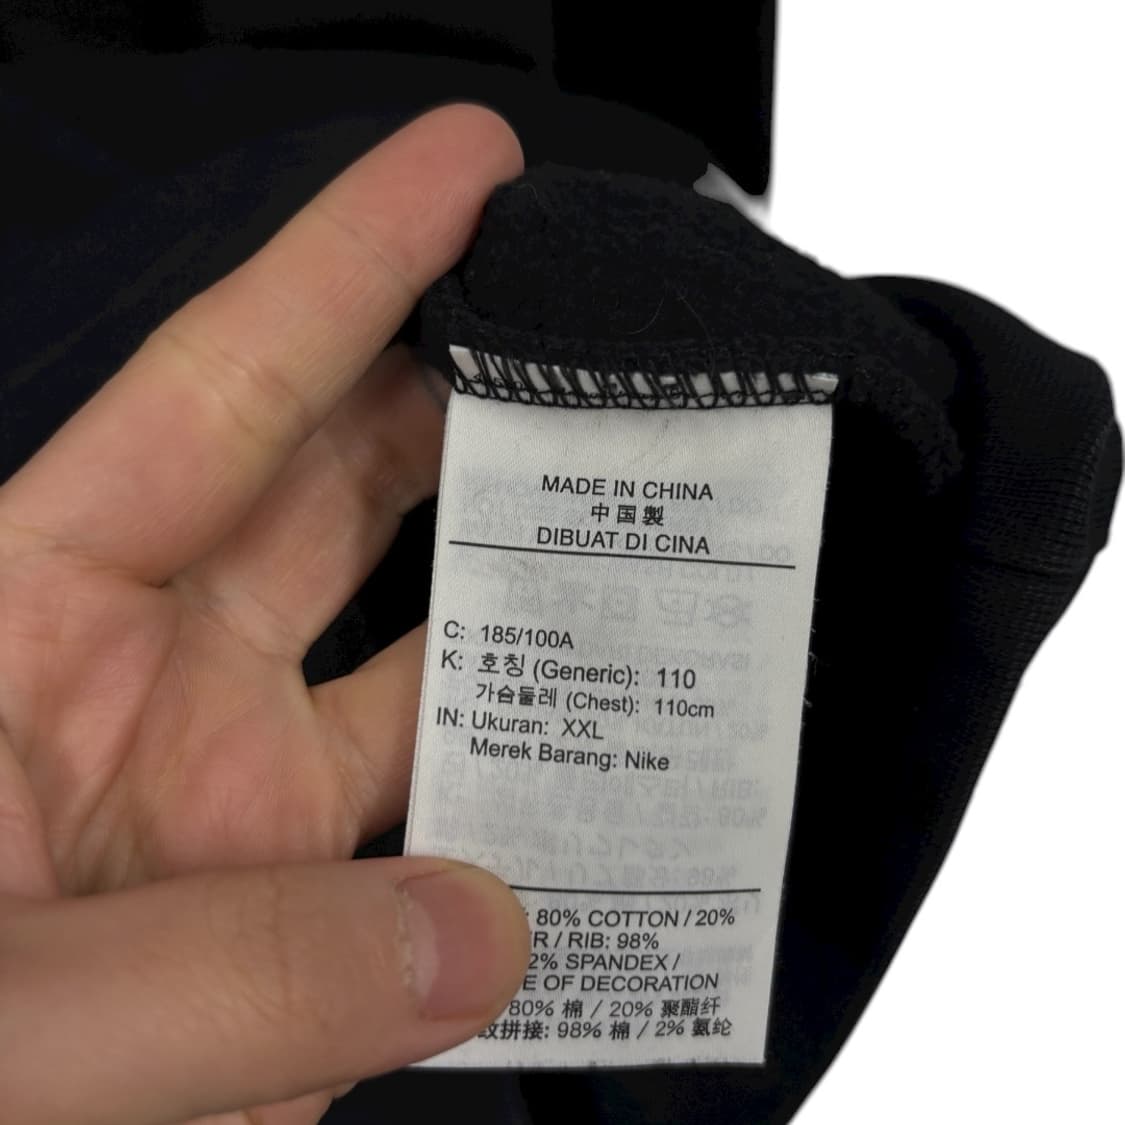 MADE IN CHINA
中国製
DIBUAT DI CINA
C: 185/100A
K: 호칭 (Generic): 110
가슴둘레 (Chest): 110cm
IN: Ukuran: XXL
Merek Barang: Nike
: 80% COTTON / 20%
R / RIB: 98%
2% SPANDEX /
E OF DECORATION
80% 棉 / 20% 聚酯纤
纹拼接: 98% 棉 / 2% 氨纶